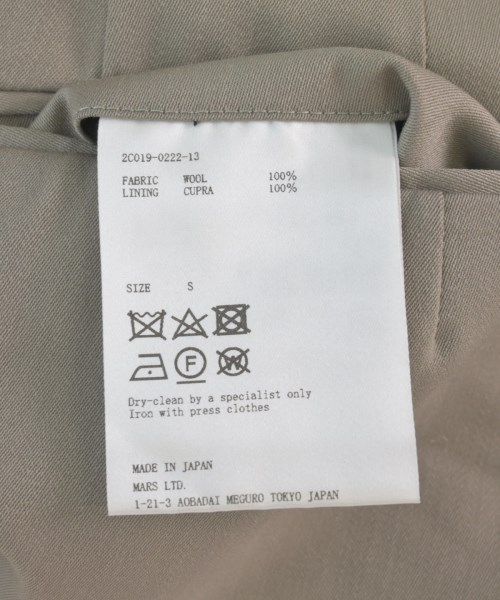 2C019-0222-13
FABRIC WOOL 100%
LINING CUPRA 100%
SIZE S
F W
Dry-clean by a specialist only
Iron with press clothes
MADE IN JAPAN
MARS LTD.
1-21-3 AOBADAI MEGURO TOKYO JAPAN